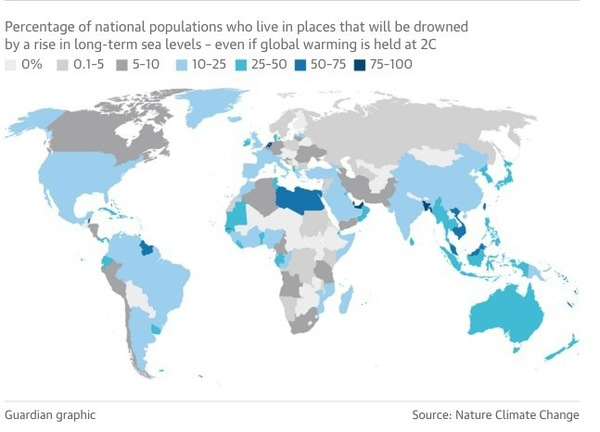 Percentage of national populations who live in places that will be drowned
by a rise in long-term sea levels – even if global warming is held at 2C
0% 0.1-5 5-10 10-25 25-50 50-75 75-100
Guardian graphic Source: Nature Climate Change